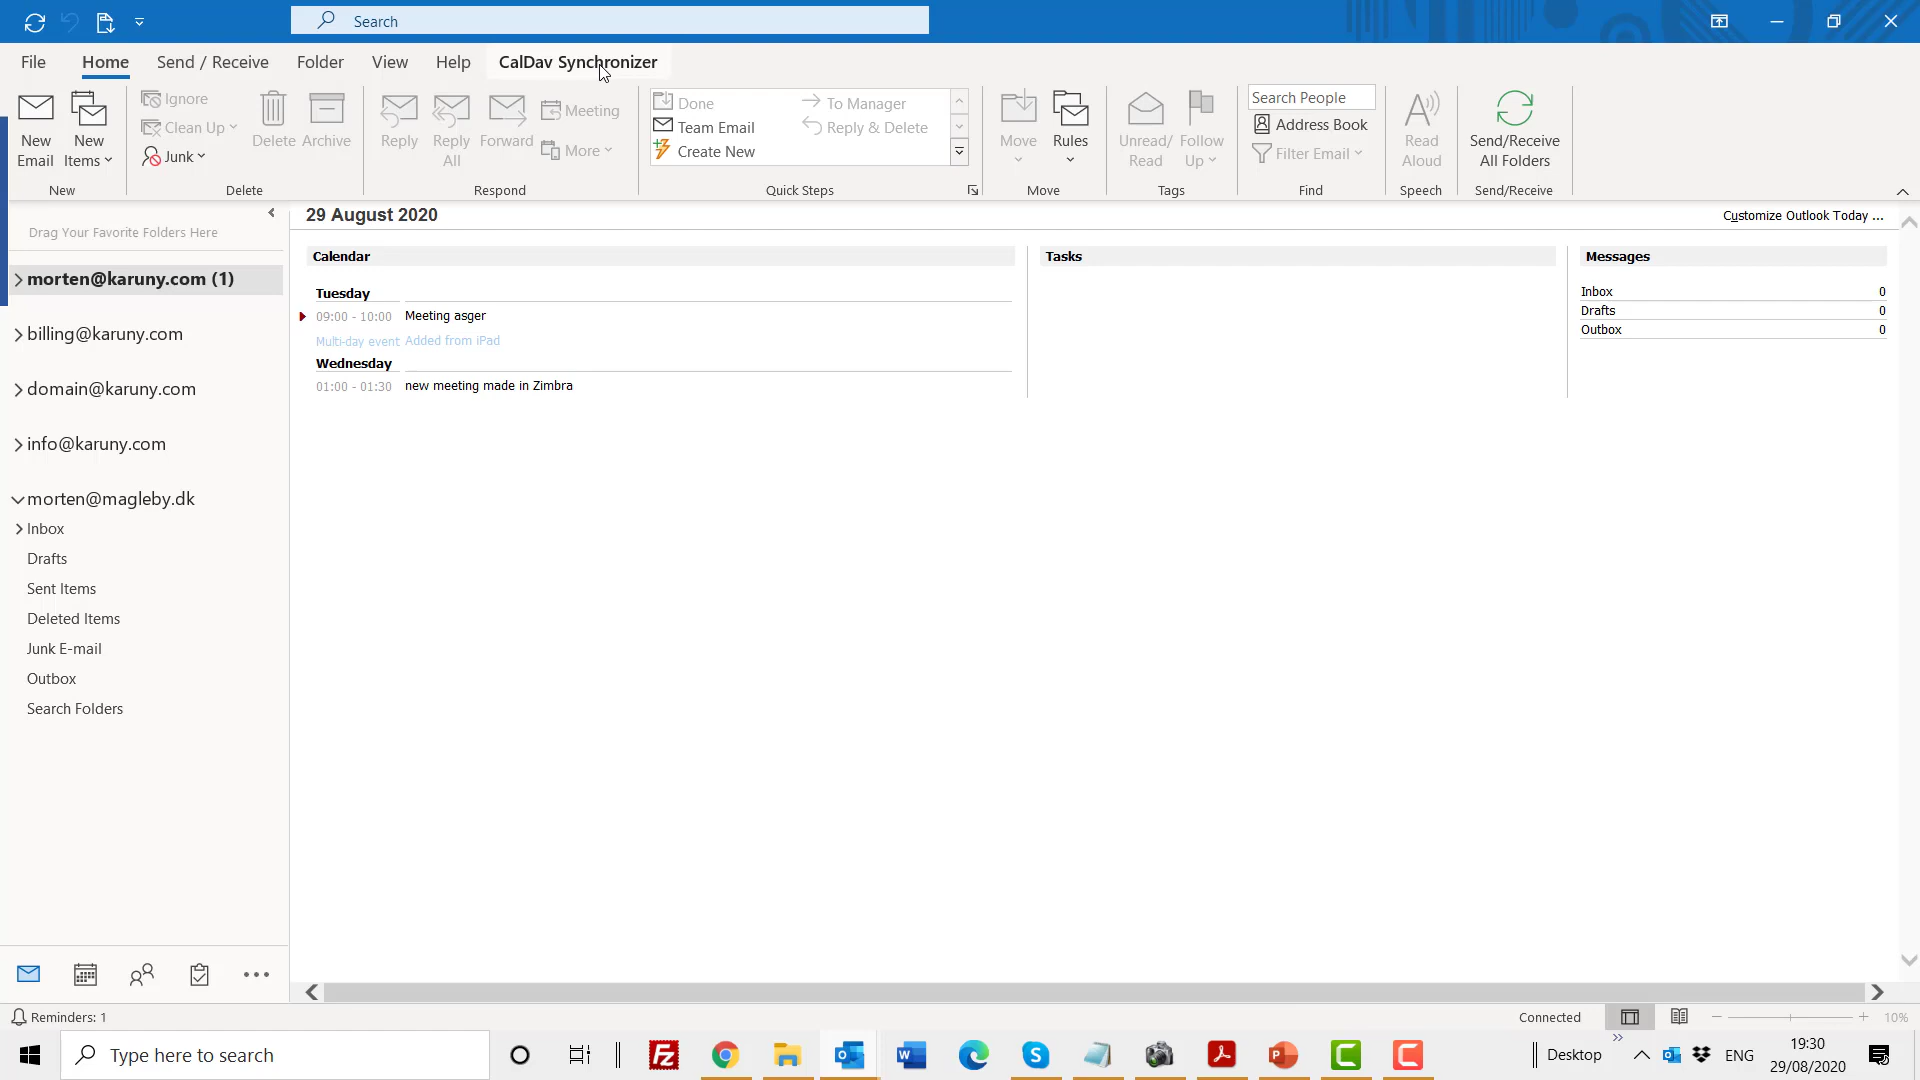 Search
File Home Send / Receive Folder View Help CalDav Synchronizer
New Email
New Items
New
Ignore
Clean Up
Junk
Delete
Archive
Delete
Reply
Reply All
Forward
Meeting
More
Respond
Done
Team Email
Create New
To Manager
Reply & Delete
Quick Steps
Move
Rules
Move
Unread/ Read
Follow Up
Tags
Search People
Address Book
Filter Email
Find
Read Aloud
Speech
Send/Receive All Folders
Send/Receive
Drag Your Favorite Folders Here
morten@karuny.com (1)
billing@karuny.com
domain@karuny.com
info@karuny.com
morten@magleby.dk
Inbox
Drafts
Sent Items
Deleted Items
Junk E-mail
Outbox
Search Folders
29 August 2020
Customize Outlook Today ...
Calendar
Tuesday
09:00 - 10:00 Meeting asger
Multi-day event Added from iPad
Wednesday
01:00 - 01:30 new meeting made in Zimbra
Tasks
Messages
Inbox 0
Drafts 0
Outbox 0
Reminders: 1
Connected
10%
Type here to search
Desktop
ENG
19:30
29/08/2020